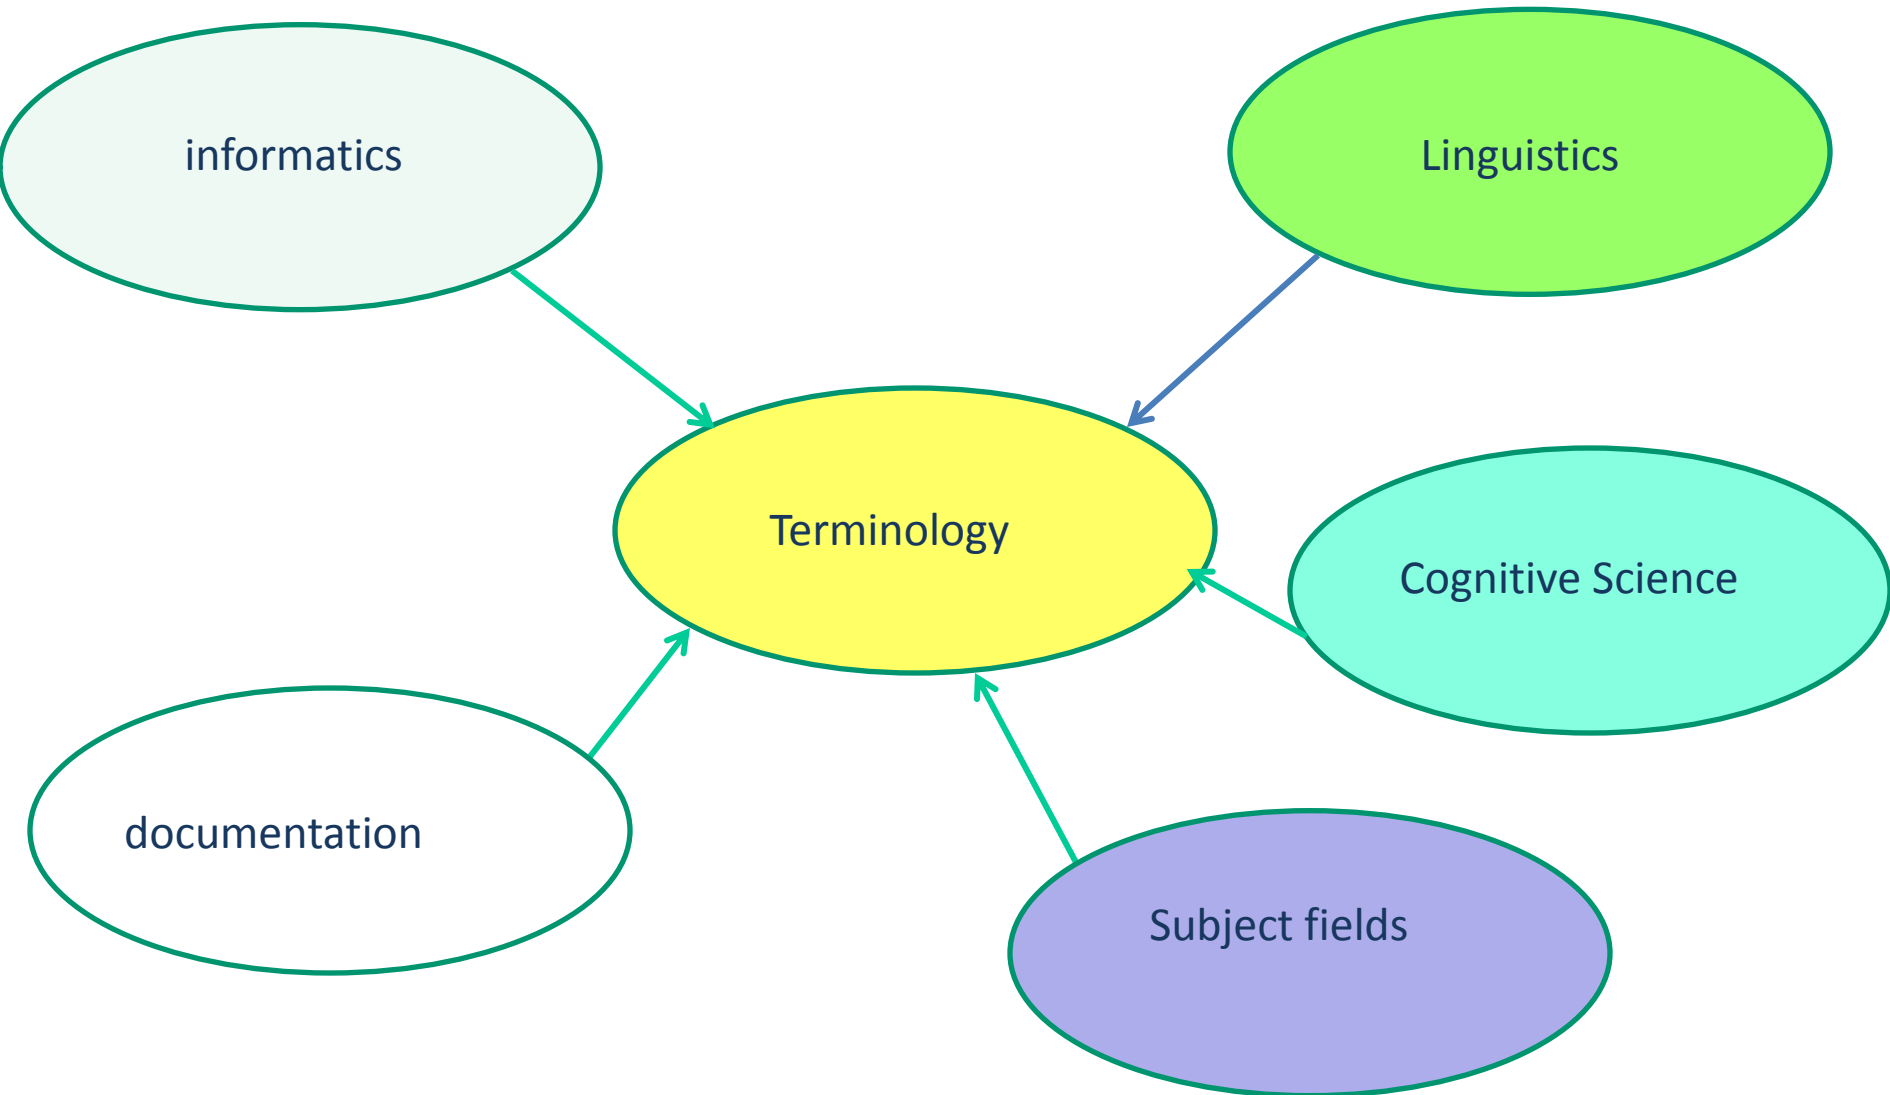 informatics
Linguistics
Terminology
Cognitive Science
documentation
Subject fields